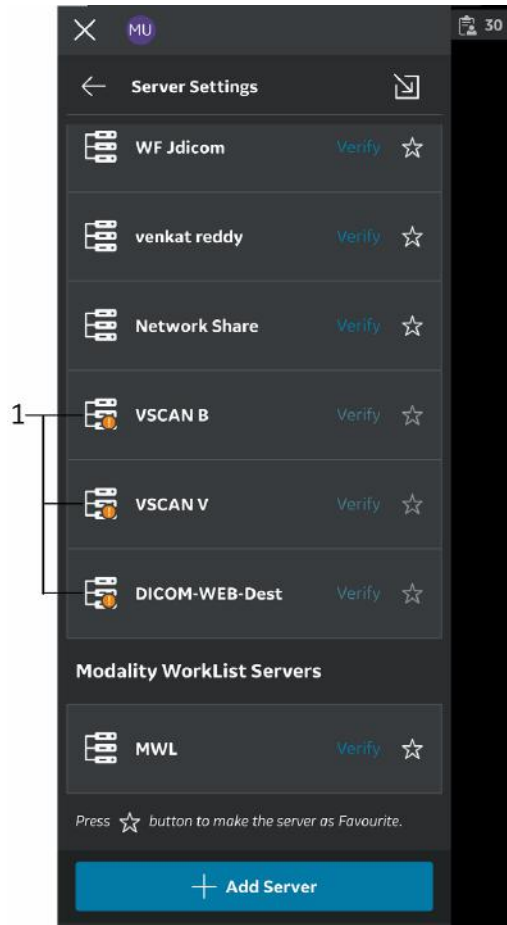 MU
30
Server Settings
WF Jdicom Verify
venkat reddy Verify
Network Share Verify
1
VSCAN B Verify
VSCAN V Verify
DICOM-WEB-Dest Verify
Modality WorkList Servers
MWL Verify
Press ☆ button to make the server as Favourite.
+ Add Server